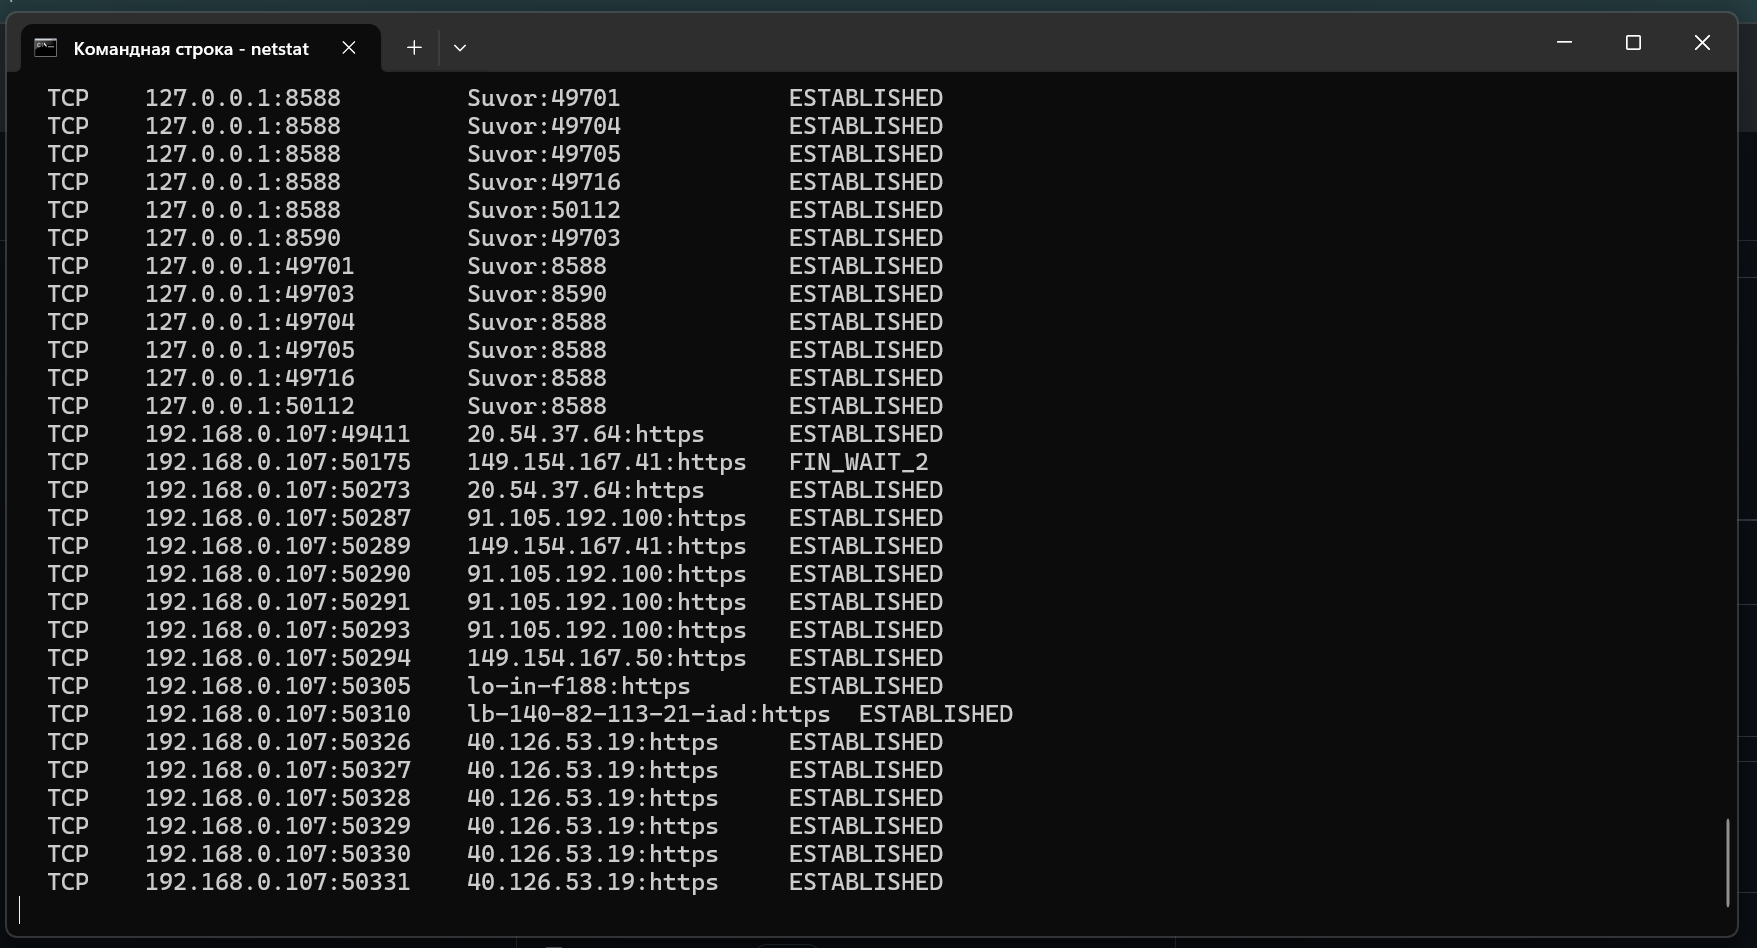 Командная строка - netstat
TCP 127.0.0.1:8588 Suvor:49701 ESTABLISHED
TCP 127.0.0.1:8588 Suvor:49704 ESTABLISHED
TCP 127.0.0.1:8588 Suvor:49705 ESTABLISHED
TCP 127.0.0.1:8588 Suvor:49716 ESTABLISHED
TCP 127.0.0.1:8588 Suvor:50112 ESTABLISHED
TCP 127.0.0.1:8590 Suvor:49703 ESTABLISHED
TCP 127.0.0.1:49701 Suvor:8588 ESTABLISHED
TCP 127.0.0.1:49703 Suvor:8590 ESTABLISHED
TCP 127.0.0.1:49704 Suvor:8588 ESTABLISHED
TCP 127.0.0.1:49705 Suvor:8588 ESTABLISHED
TCP 127.0.0.1:49716 Suvor:8588 ESTABLISHED
TCP 127.0.0.1:50112 Suvor:8588 ESTABLISHED
TCP 192.168.0.107:49411 20.54.37.64:https ESTABLISHED
TCP 192.168.0.107:50175 149.154.167.41:https FIN_WAIT_2
TCP 192.168.0.107:50273 20.54.37.64:https ESTABLISHED
TCP 192.168.0.107:50287 91.105.192.100:https ESTABLISHED
TCP 192.168.0.107:50289 149.154.167.41:https ESTABLISHED
TCP 192.168.0.107:50290 91.105.192.100:https ESTABLISHED
TCP 192.168.0.107:50291 91.105.192.100:https ESTABLISHED
TCP 192.168.0.107:50293 91.105.192.100:https ESTABLISHED
TCP 192.168.0.107:50294 149.154.167.50:https ESTABLISHED
TCP 192.168.0.107:50305 lo-in-f188:https ESTABLISHED
TCP 192.168.0.107:50310 lb-140-82-113-21-iad:https ESTABLISHED
TCP 192.168.0.107:50326 40.126.53.19:https ESTABLISHED
TCP 192.168.0.107:50327 40.126.53.19:https ESTABLISHED
TCP 192.168.0.107:50328 40.126.53.19:https ESTABLISHED
TCP 192.168.0.107:50329 40.126.53.19:https ESTABLISHED
TCP 192.168.0.107:50330 40.126.53.19:https ESTABLISHED
TCP 192.168.0.107:50331 40.126.53.19:https ESTABLISHED